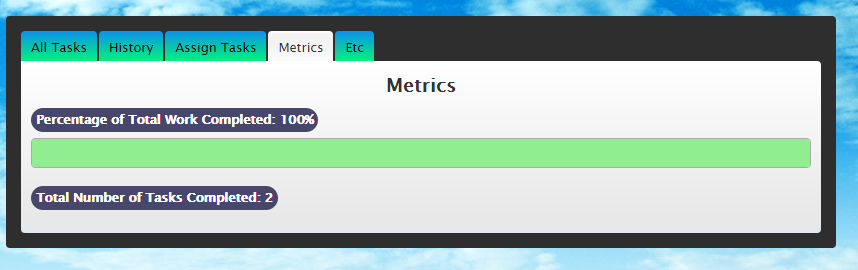 All Tasks History Assign Tasks Metrics Etc
Metrics
Percentage of Total Work Completed: 100%
Total Number of Tasks Completed: 2